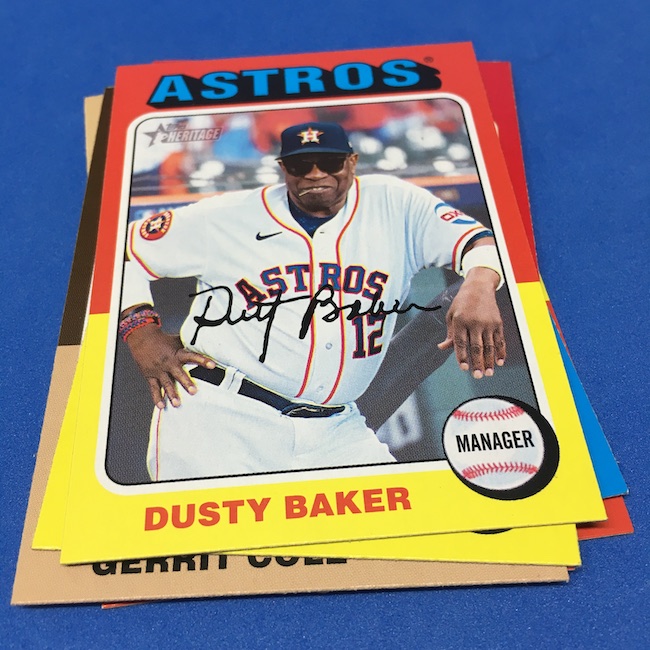 ASTROS
HERITAGE
ASTROS
12
Dusty Baker
MANAGER
DUSTY BAKER
GERRIT COLE